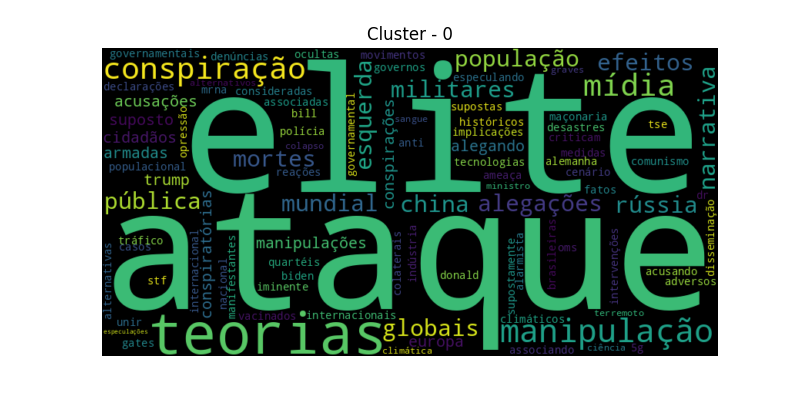 Cluster - 0
governamentais
denúncias
ocultas
movimentos
governos
população
efeitos
conspiração
elite
especulando
graves
mídia
declarações
alternativos
mrna
consideradas
militares
acusações
associadas
supostas
suposto
bill
sangue
históricos
maçonaria
tse
cidadãos
opressão
polícia
governamental
esquerda
conspirações
implicações
desastres
criticam
narrativa
armadas
colapso
anti
alegando
medidas
populacional
mortes
reações
tecnologias
alemanha
comunismo
trump
ameaça
cenário
ministro
fatos
dr
pública
mundial
china
alegações
rússia
ataque
conspiratórias
tráfico
casos
internacional
nacional
manifestantes
manipulações
quartéis
colaterais
indústria
supostamente
alarmista
brasileiras
oms
intervenções
disseminação
alternativas
stf
biden
iminente
donald
acusando
adversos
unir
vacinados
internacionais
climáticos
terremoto
especulações
teorias
globais
manipulação
gates
climática
europa
associando
ciência
5g